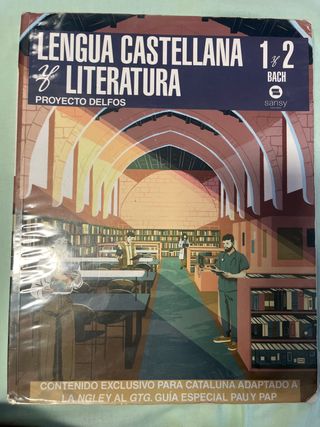 LENGUA CASTELLANA
y LITERATURA
PROYECTO DELFOS
1 y 2
BACH
sansy
CONTENIDO EXCLUSIVO PARA CATALUÑA ADAPTADO A
LA NGLE Y AL GTG. GUÍA ESPECIAL PAU Y PAP